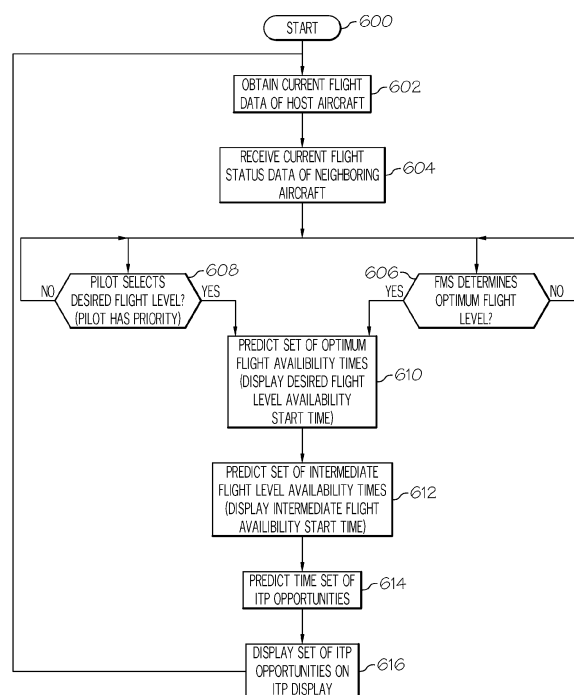 START
600
OBTAIN CURRENT FLIGHT
DATA OF HOST AIRCRAFT
602
RECEIVE CURRENT FLIGHT
STATUS DATA OF NEIGHBORING
AIRCRAFT
604
NO
PILOT SELECTS
DESIRED FLIGHT LEVEL?
(PILOT HAS PRIORITY)
608
YES
606
YES
FMS DETERMINES
OPTIMUM FLIGHT
LEVEL?
NO
PREDICT SET OF OPTIMUM
FLIGHT AVAILIBILITY TIMES
(DISPLAY DESIRED FLIGHT
LEVEL AVAILABILITY
START TIME)
610
PREDICT SET OF INTERMEDIATE
FLIGHT LEVEL AVAILABILITY TIMES
(DISPLAY INTERMEDIATE FLIGHT
AVAILIBILITY START TIME)
612
PREDICT TIME SET OF
ITP OPPORTUNITIES
614
DISPLAY SET OF ITP
OPPORTUNITIES ON
ITP DISPLAY
616